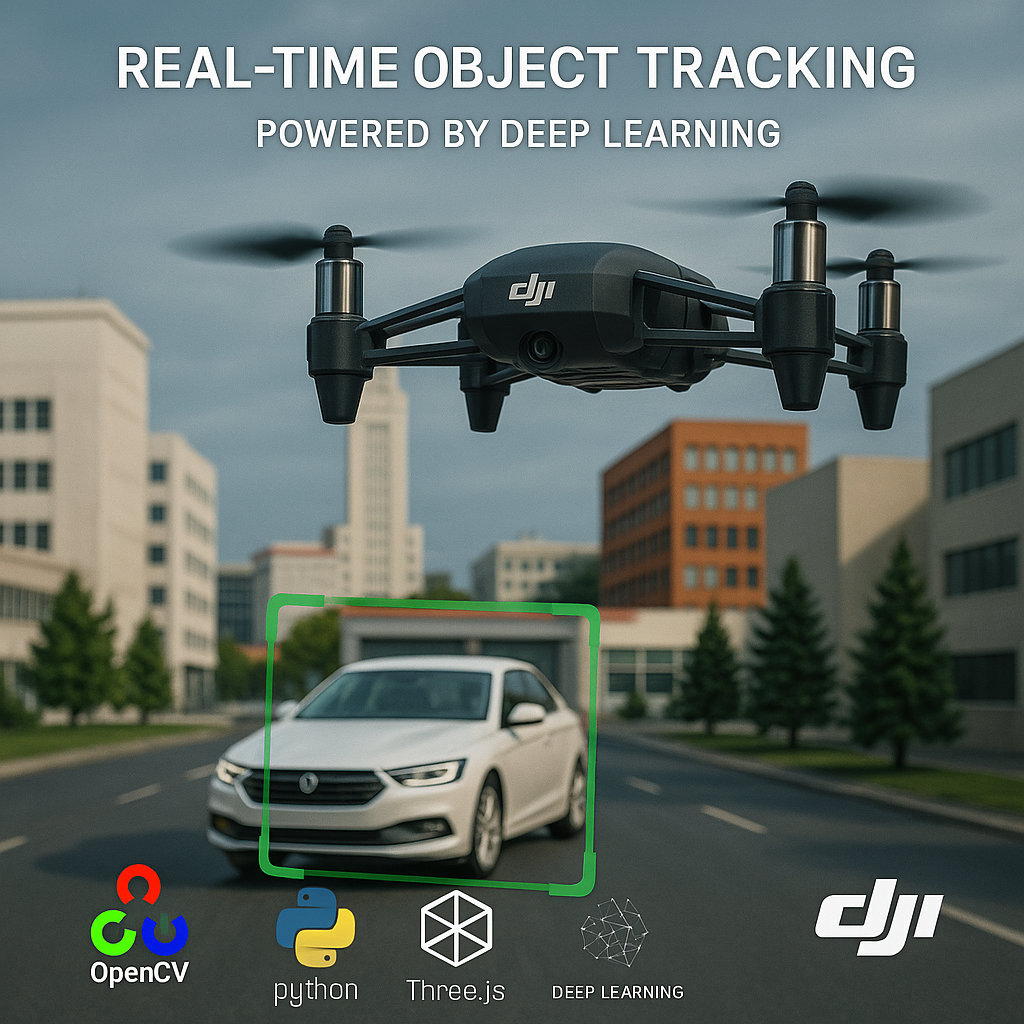 REAL-TIME OBJECT TRACKING
POWERED BY DEEP LEARNING
dji
OpenCV
python
Three.js
DEEP LEARNING
dji